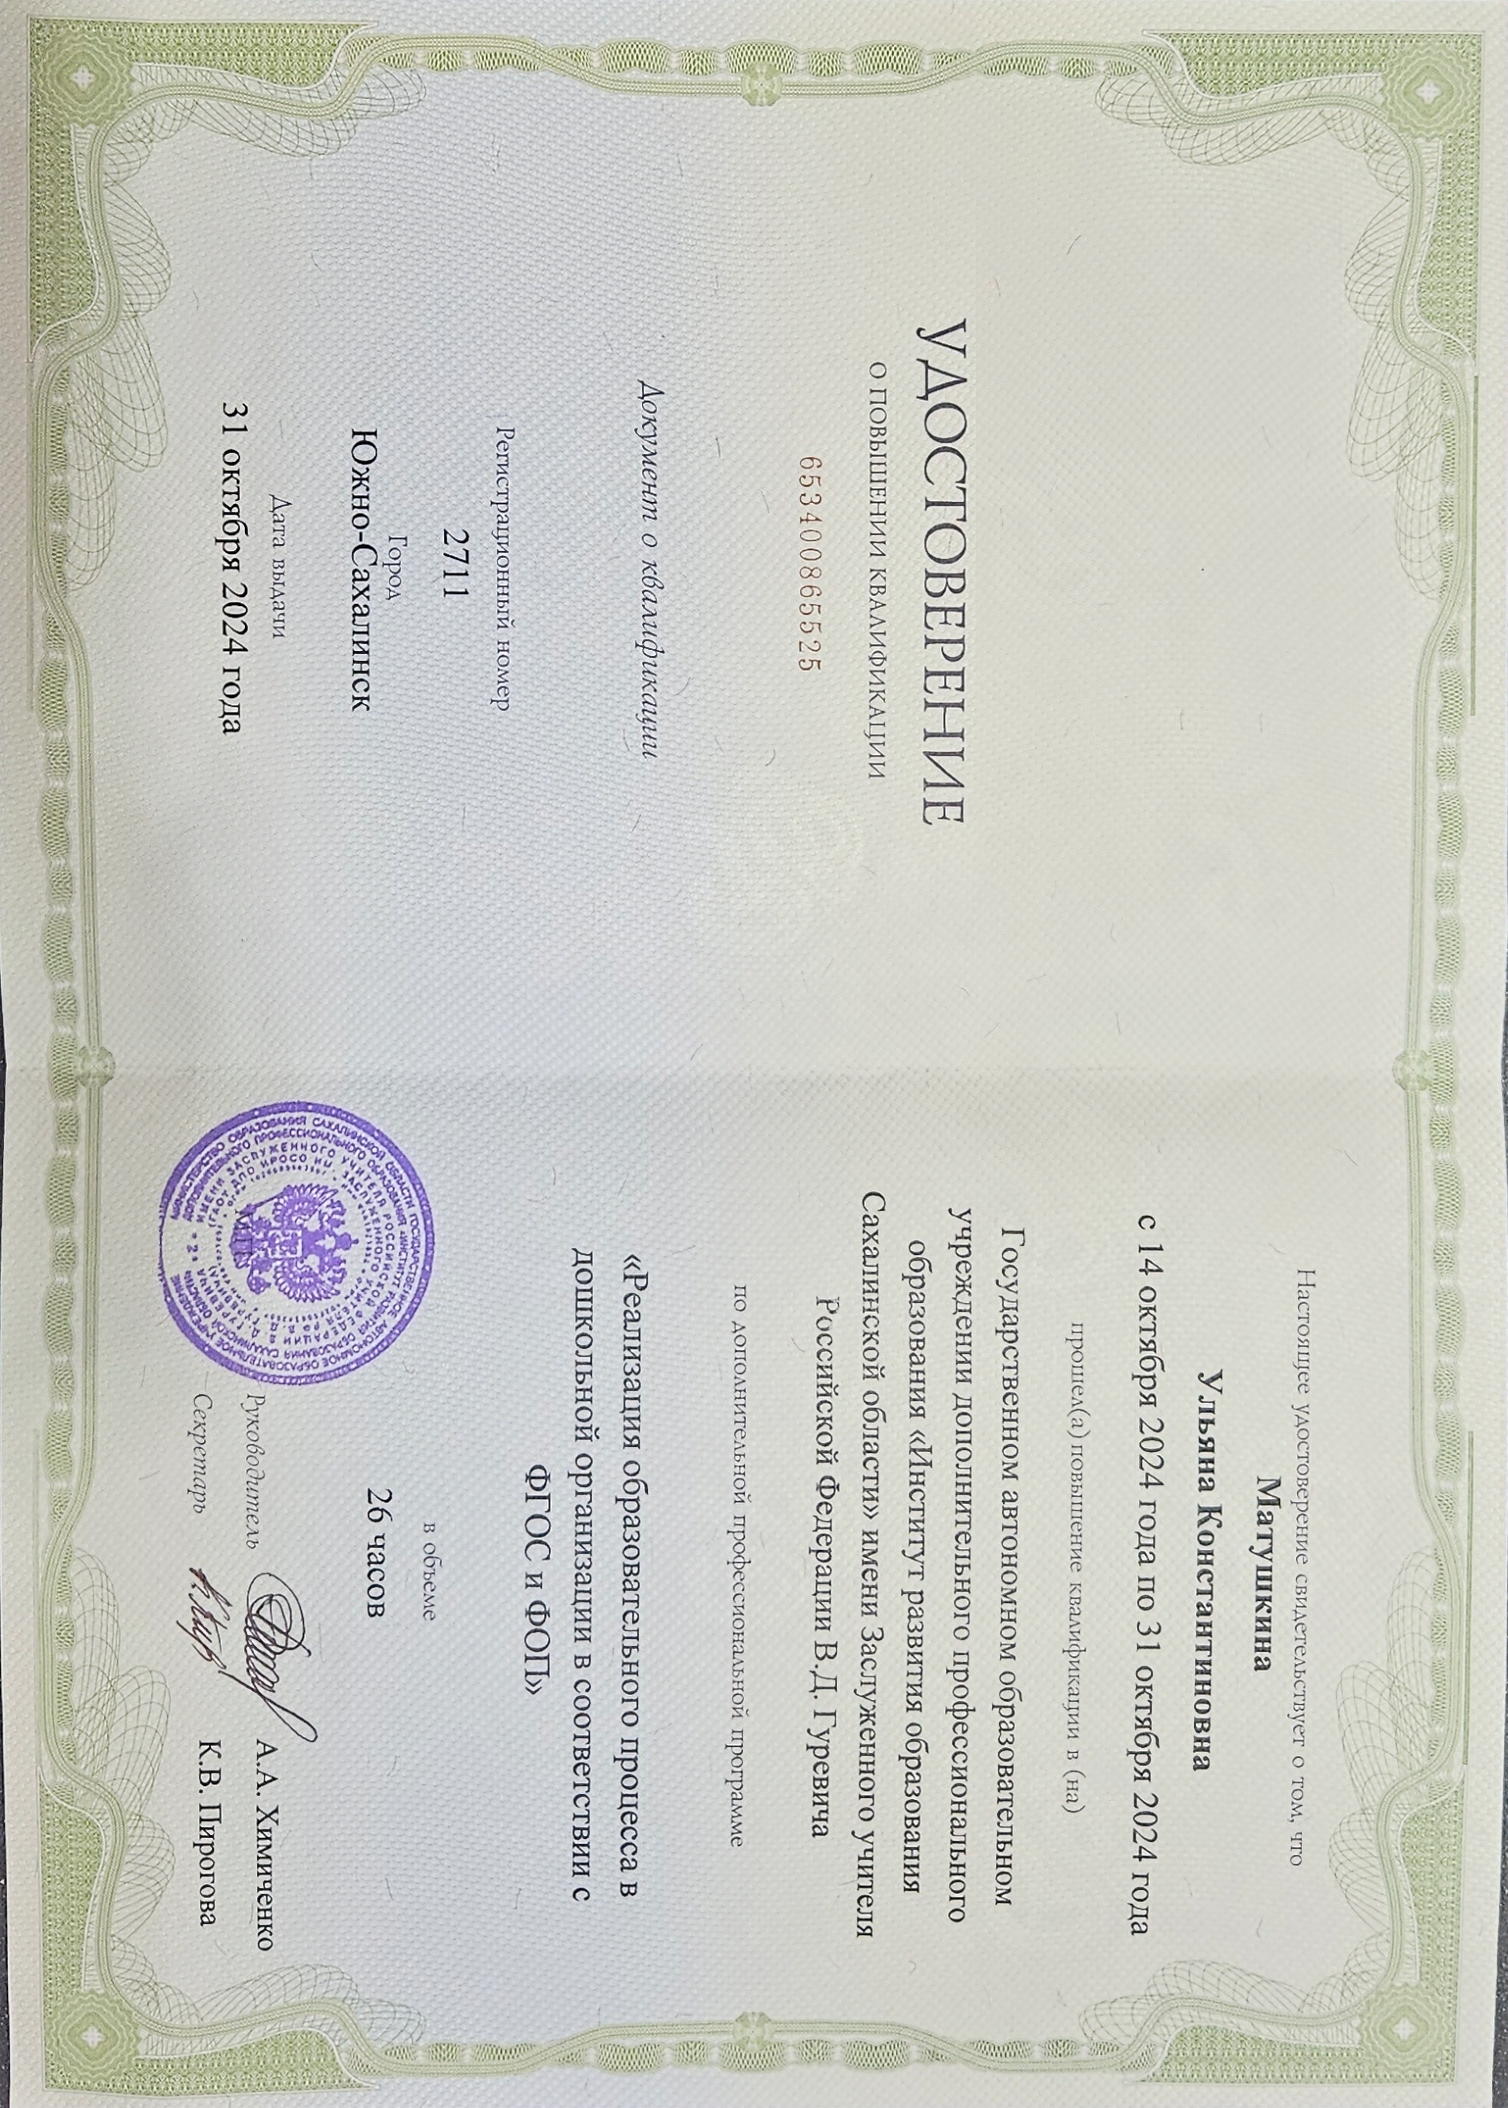 УДОСТОВЕРЕНИЕ
О ПОВЫШЕНИИ КВАЛИФИКАЦИИ
653400865525
Документ о квалификации
Регистрационный номер
2711
Город
Южно-Сахалинск
Дата выдачи
31 октября 2024 года
Настоящее удостоверение свидетельствует о том, что
Матушкина
Ульяна Константиновна
с 14 октября 2024 года по 31 октября 2024 года
прошел(а) повышение квалификации в (на)
Государственном автономном образовательном
учреждении дополнительного профессионального
образования «Институт развития образования
Сахалинской области» имени Заслуженного учителя
Российской Федерации В.Д. Гуревича
по дополнительной профессиональной программе
«Реализация образовательного процесса в
дошкольной организации в соответствии с
ФГОС и ФОП»
в объеме
26 часов
М.П.
Руководитель А.А. Химиченко
Секретарь К.В. Пирогова